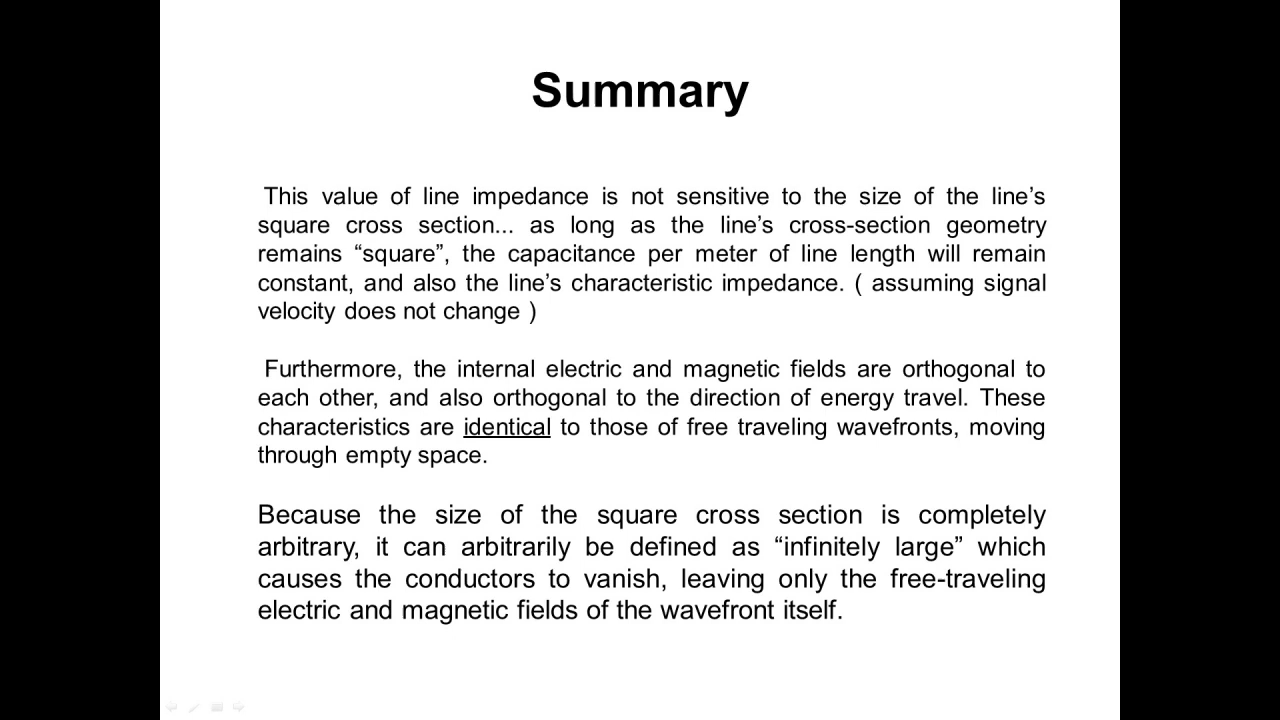 Summary
This value of line impedance is not sensitive to the size of the line’s
square cross section... as long as the line’s cross-section geometry
remains “square”, the capacitance per meter of line length will remain
constant, and also the line’s characteristic impedance. ( assuming signal
velocity does not change )
Furthermore, the internal electric and magnetic fields are orthogonal to
each other, and also orthogonal to the direction of energy travel. These
characteristics are identical to those of free traveling wavefronts, moving
through empty space.
Because the size of the square cross section is completely
arbitrary, it can arbitrarily be defined as “infinitely large” which
causes the conductors to vanish, leaving only the free-traveling
electric and magnetic fields of the wavefront itself.